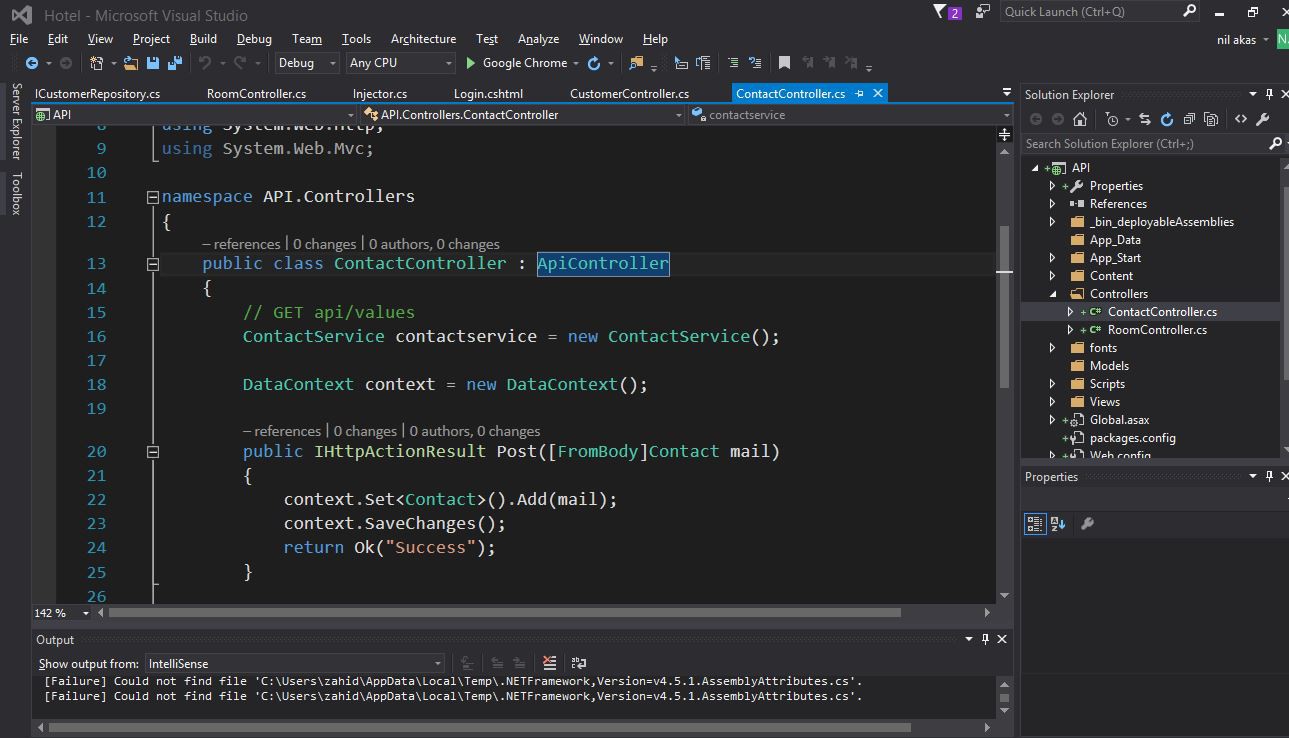 Hotel - Microsoft Visual Studio
2
Quick Launch (Ctrl+Q)
File Edit View Project Build Debug Team Tools Architecture Test Analyze Window Help
nil akas
Debug Any CPU Google Chrome
Server Explorer
Toolbox
ICustomerRepository.cs RoomController.cs Injector.cs Login.cshtml CustomerController.cs ContactController.cs
API API.Controllers.ContactController contactservice
8 using System.Web.Http;
9 using System.Web.Mvc;
10
11 namespace API.Controllers
12 {
– references | 0 changes | 0 authors, 0 changes
13 public class ContactController : ApiController
14 {
15 // GET api/values
16 ContactService contactservice = new ContactService();
17
18 DataContext context = new DataContext();
19
– references | 0 changes | 0 authors, 0 changes
20 public IHttpActionResult Post([FromBody]Contact mail)
21 {
22 context.Set<Contact>().Add(mail);
23 context.SaveChanges();
24 return Ok("Success");
25 }
26
142 %
Output
Show output from: IntelliSense
[Failure] Could not find file 'C:\Users\zahid\AppData\Local\Temp\.NETFramework,Version=v4.5.1.AssemblyAttributes.cs'.
[Failure] Could not find file 'C:\Users\zahid\AppData\Local\Temp\.NETFramework,Version=v4.5.1.AssemblyAttributes.cs'.
Solution Explorer
Search Solution Explorer (Ctrl+;)
API
Properties
References
_bin_deployableAssemblies
App_Data
App_Start
Content
Controllers
C# ContactController.cs
C# RoomController.cs
fonts
Models
Scripts
Views
Global.asax
packages.config
Web.config
Properties